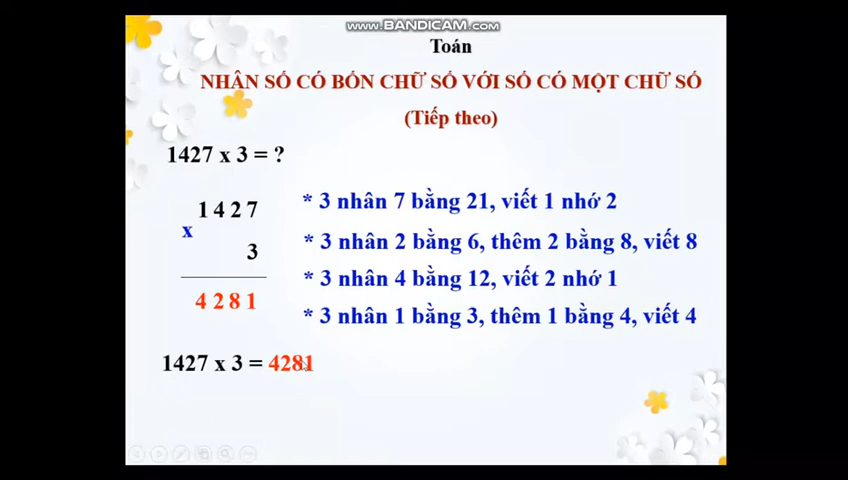 WWW.BANDICAM.COM
Toán
NHÂN SỐ CÓ BỐN CHỮ SỐ VỚI SỐ CÓ MỘT CHỮ SỐ
(Tiếp theo)
1427 x 3 = ?
1 4 2 7
x
3
4 2 8 1
* 3 nhân 7 bằng 21, viết 1 nhớ 2
* 3 nhân 2 bằng 6, thêm 2 bằng 8, viết 8
* 3 nhân 4 bằng 12, viết 2 nhớ 1
* 3 nhân 1 bằng 3, thêm 1 bằng 4, viết 4
1427 x 3 = 4281